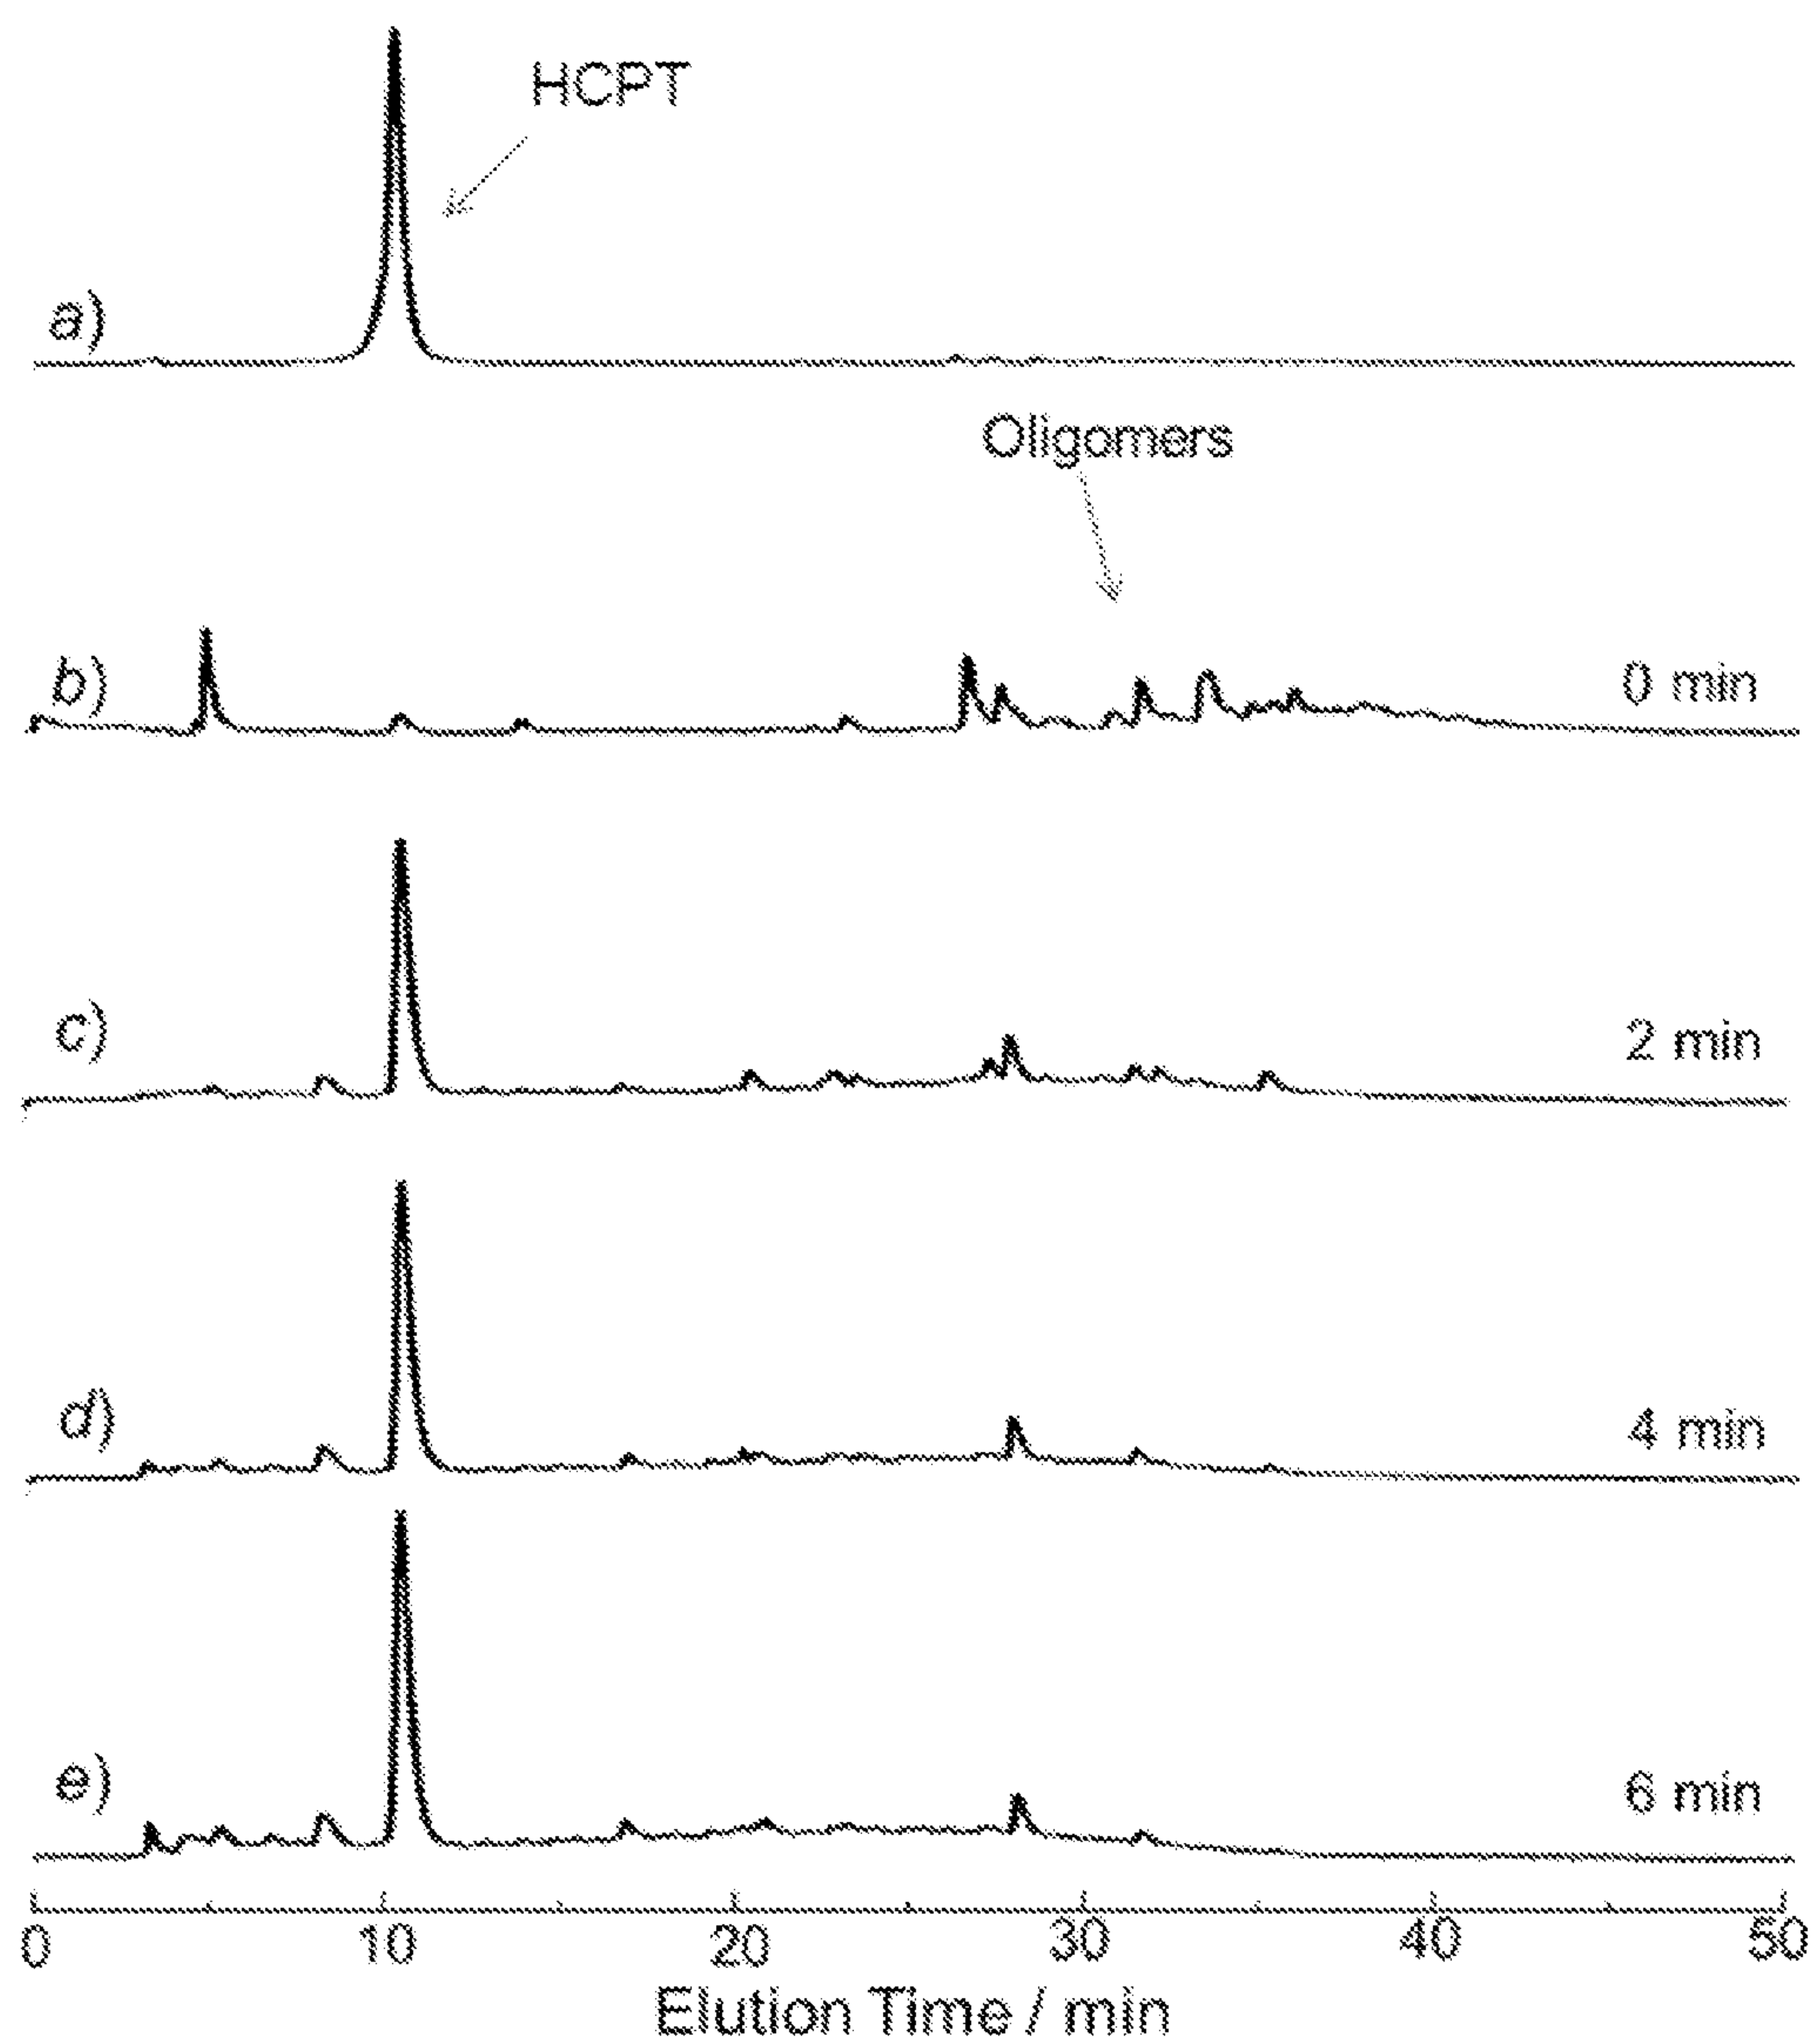 HCPT
a)
Oligomers
b)
0 min
c)
2 min
d)
4 min
e)
6 min
0 10 20 30 40 50
Elution Time / min